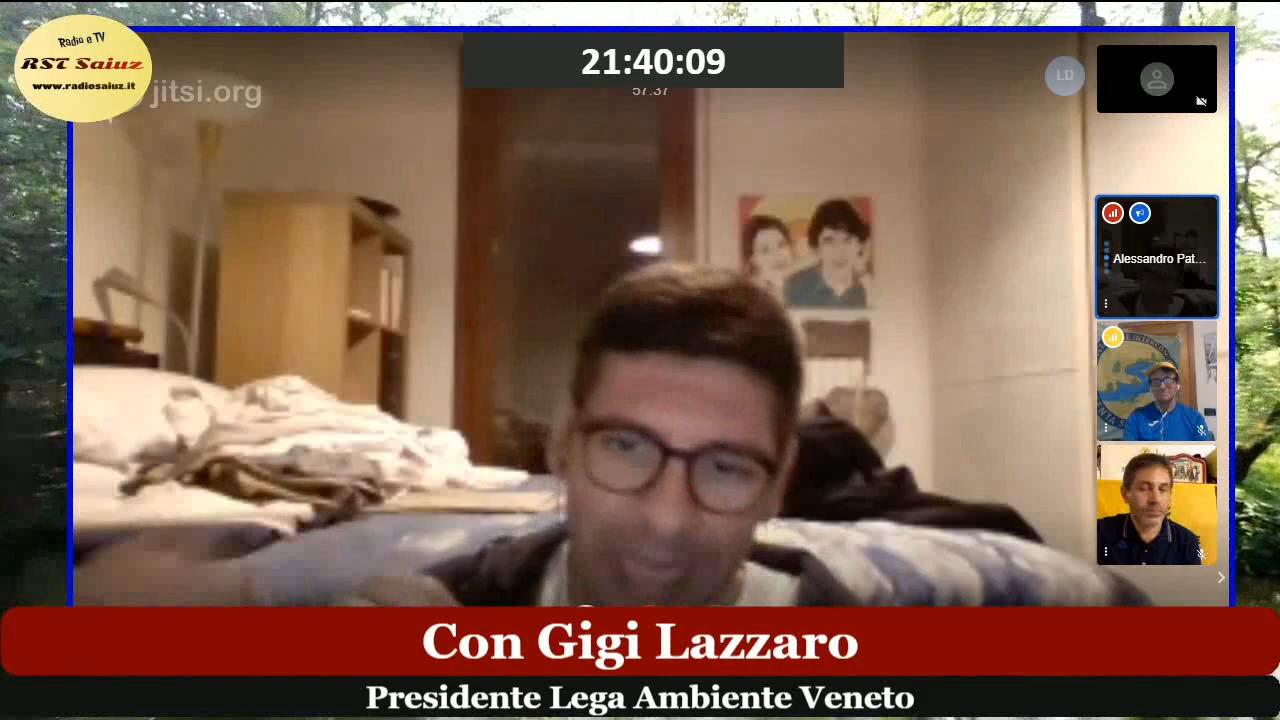 Radio e TV
RST Saiuz
www.radiosaiuz.it
jitsi.org
21:40:09
57:37
LD
Alessandro Pat...
Con Gigi Lazzaro
Presidente Lega Ambiente Veneto